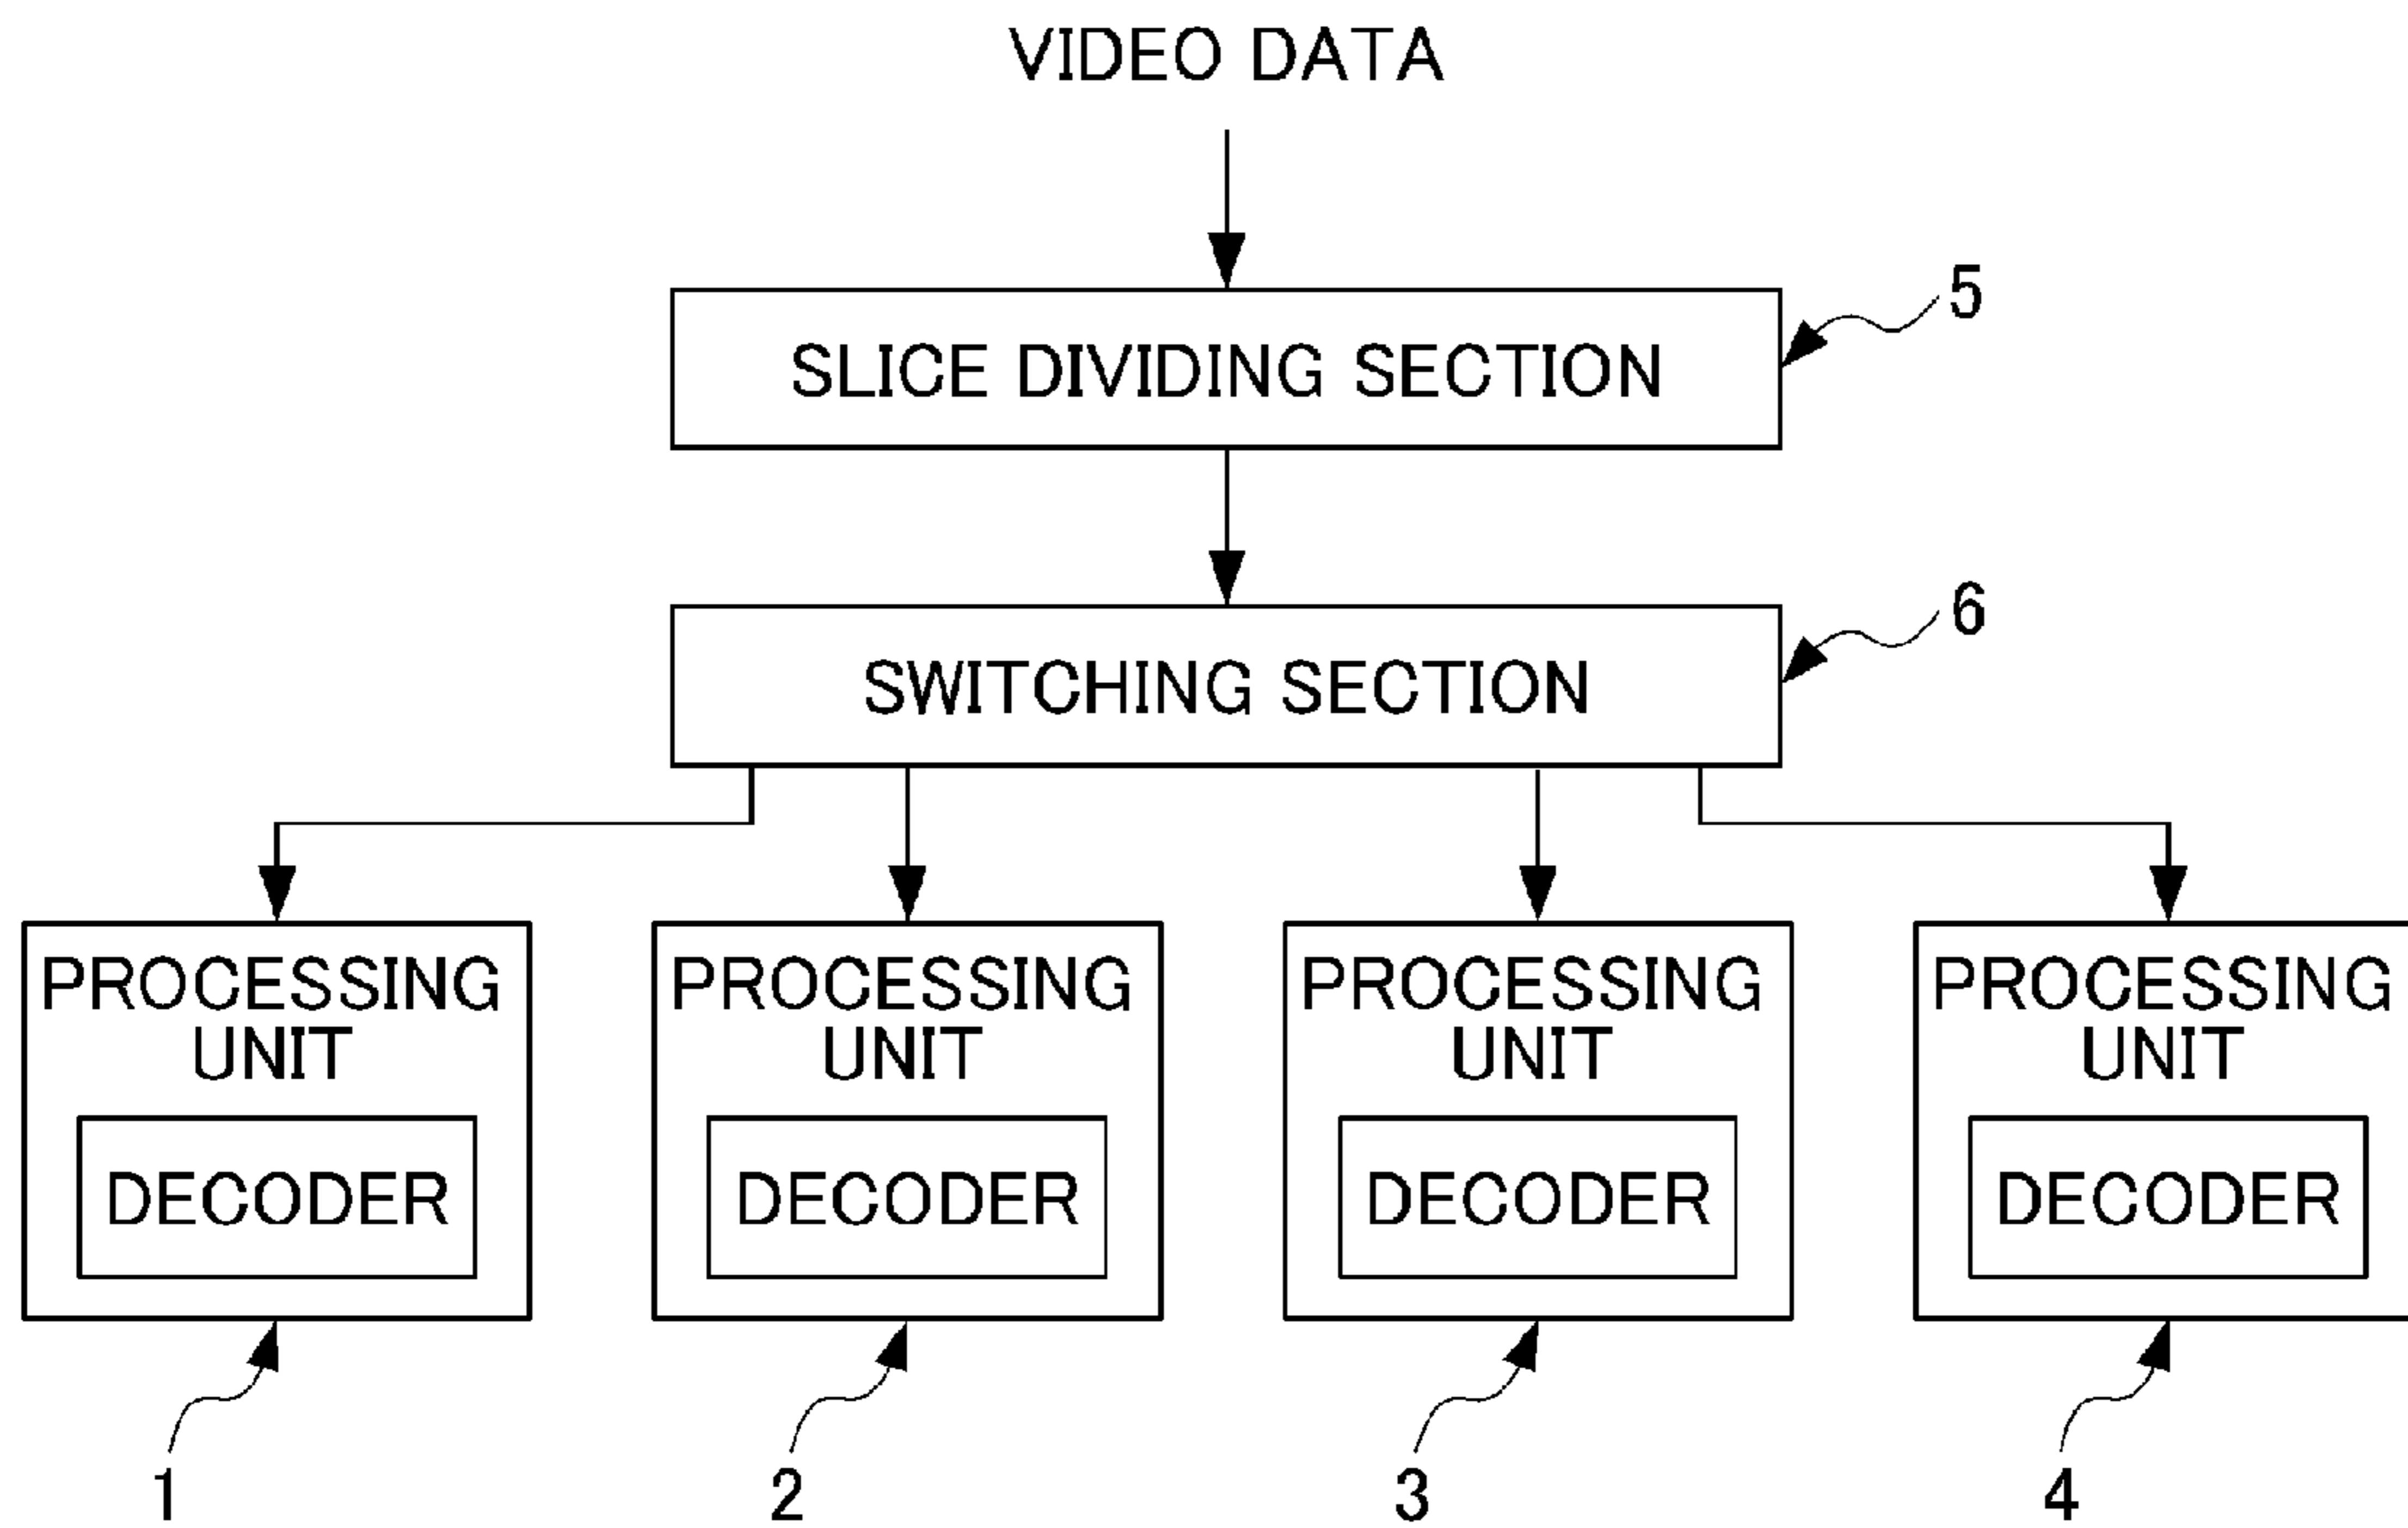 VIDEO DATA
SLICE DIVIDING SECTION
5
SWITCHING SECTION
6
PROCESSING
UNIT
DECODER
PROCESSING
UNIT
DECODER
PROCESSING
UNIT
DECODER
PROCESSING
UNIT
DECODER
1
2
3
4